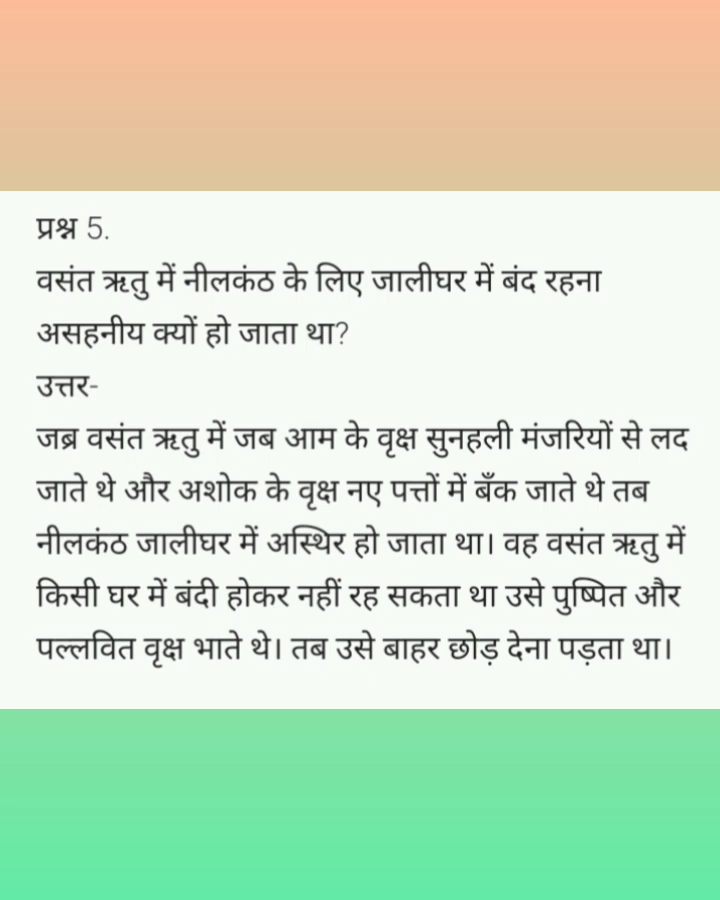 प्रश्न 5.
वसंत ऋतु में नीलकंठ के लिए जालीघर में बंद रहना
असहनीय क्यों हो जाता था?
उत्तर-
जब्र वसंत ऋतु में जब आम के वृक्ष सुनहली मंजरियों से लद
जाते थे और अशोक के वृक्ष नए पत्तों में बँक जाते थे तब
नीलकंठ जालीघर में अस्थिर हो जाता था। वह वसंत ऋतु में
किसी घर में बंदी होकर नहीं रह सकता था उसे पुष्पित और
पल्लवित वृक्ष भाते थे। तब उसे बाहर छोड़ देना पड़ता था।